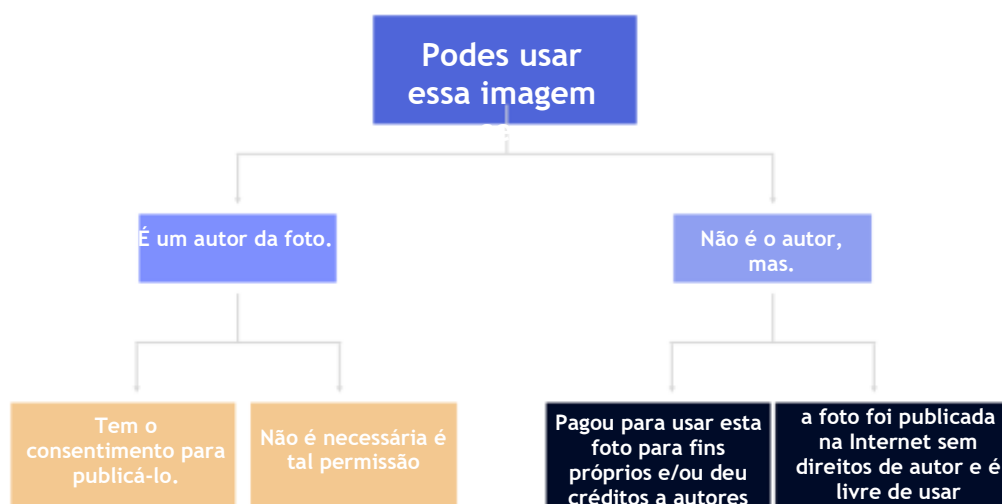 Podes usar
essa imagem
É um autor da foto.
Não é o autor,
mas.
Tem o
consentimento para
publicá-lo.
Não é necessária é
tal permissão
Pagou para usar esta
foto para fins
próprios e/ou deu
créditos a autores
a foto foi publicada
na Internet sem
direitos de autor e é
livre de usar